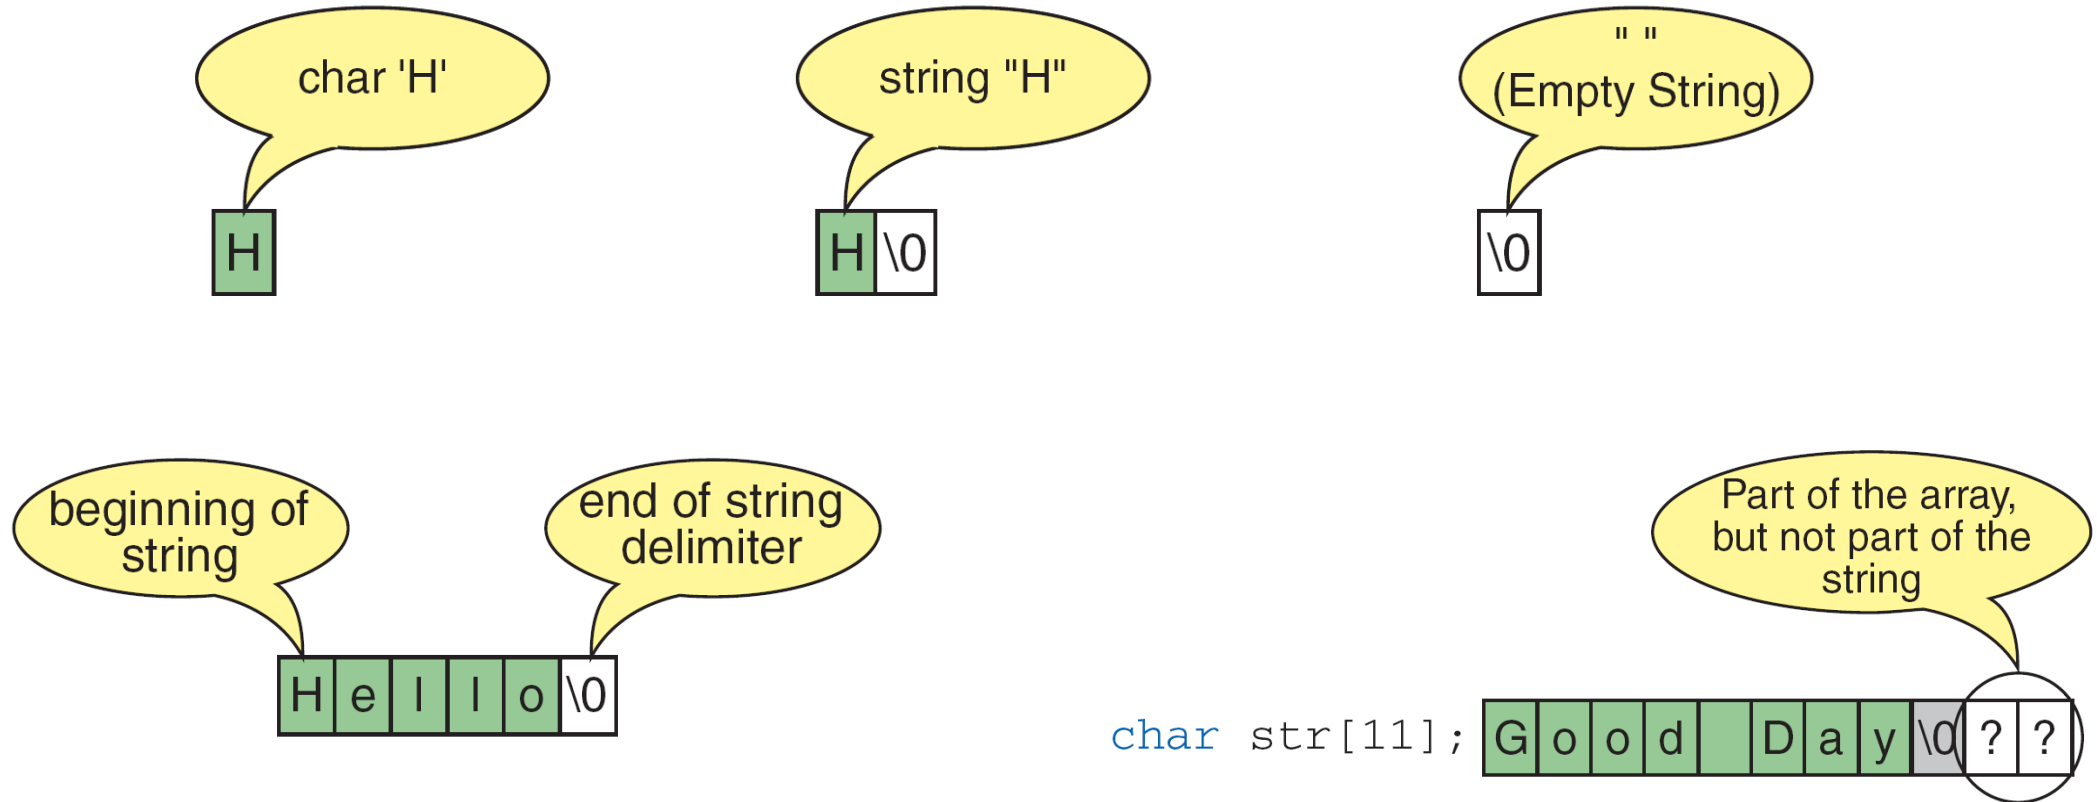 char 'H'
string "H"
" "
(Empty String)
H
H \0
\0
beginning of
string
end of string
delimiter
Part of the array,
but not part of the
string
H e l l o \0
char str[11]; G o o d   D a y \0 ? ?